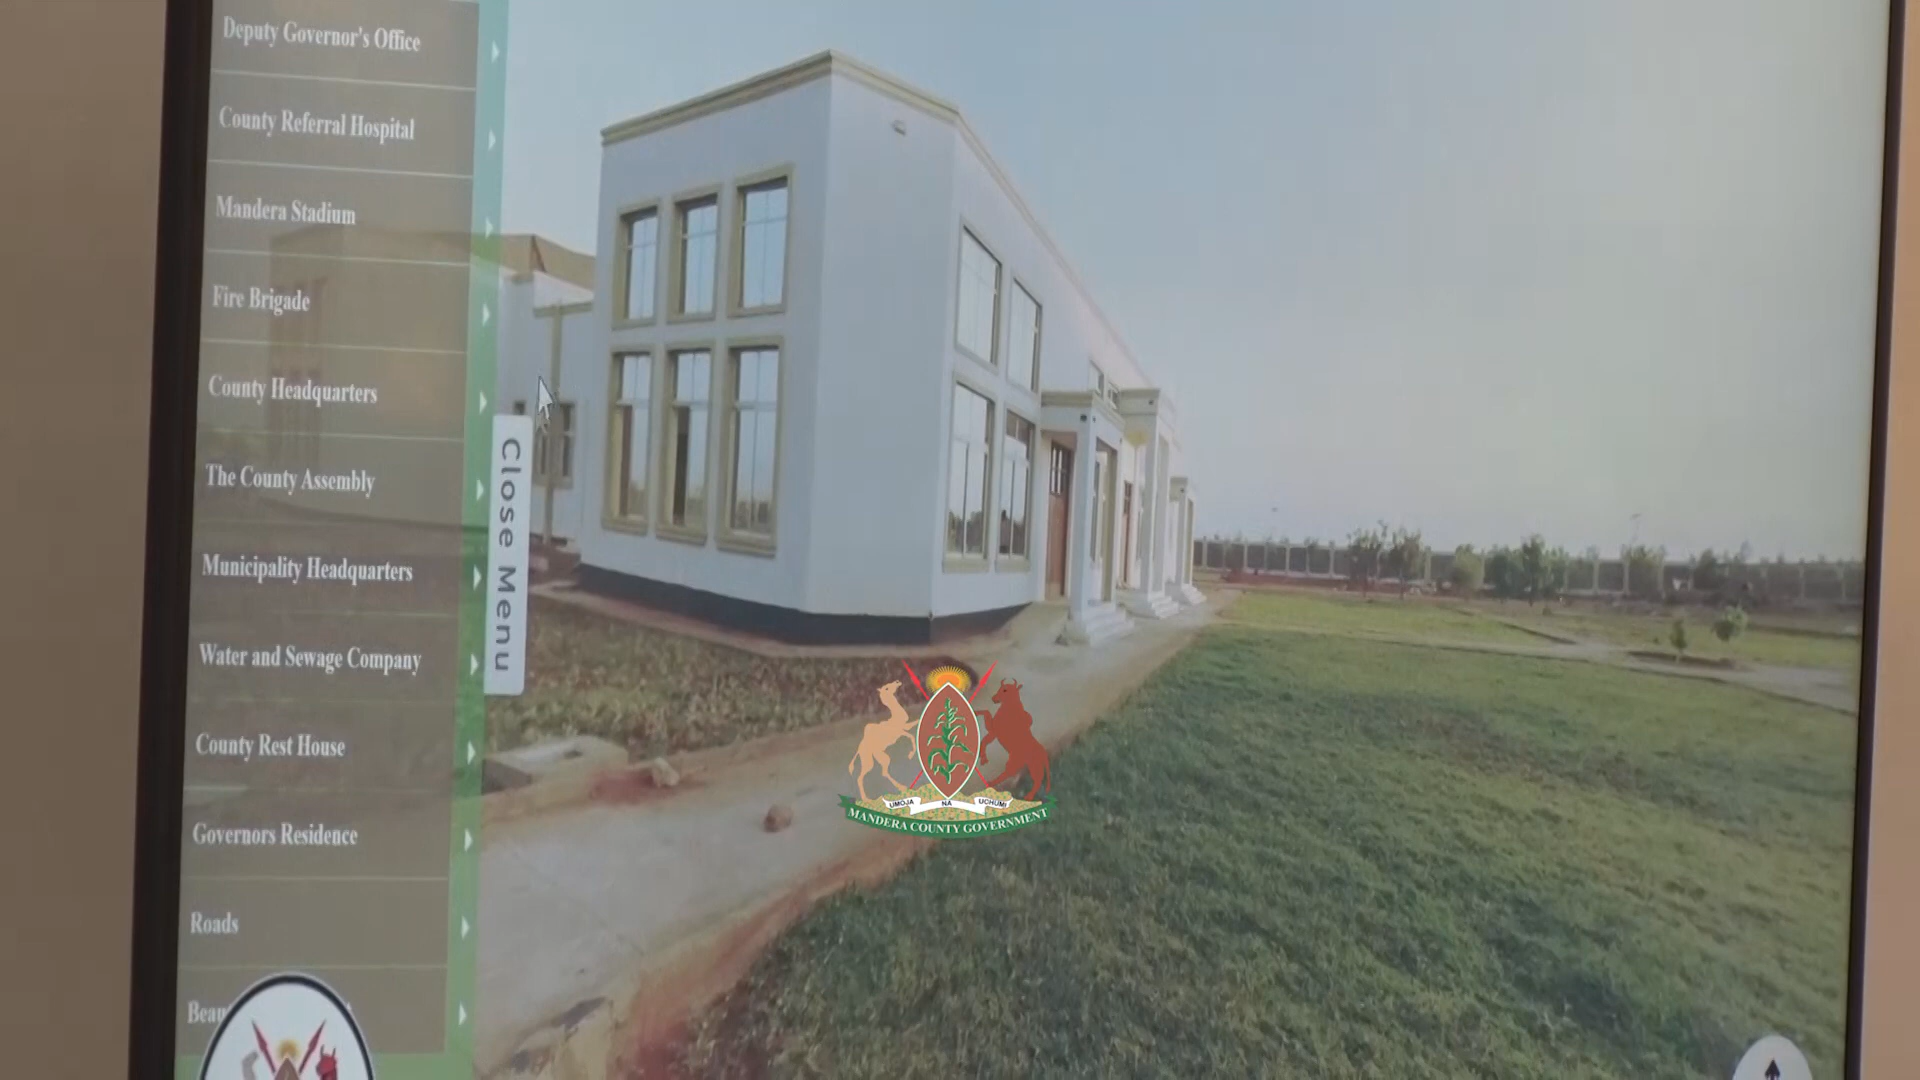 Deputy Governor's Office
County Referral Hospital
Mandera Stadium
Fire Brigade
County Headquarters
The County Assembly
Municipality Headquarters
Water and Sewage Company
County Rest House
Governors Residence
Roads
Close Menu
UMOJA NA UCHUMI
MANDERA COUNTY GOVERNMENT